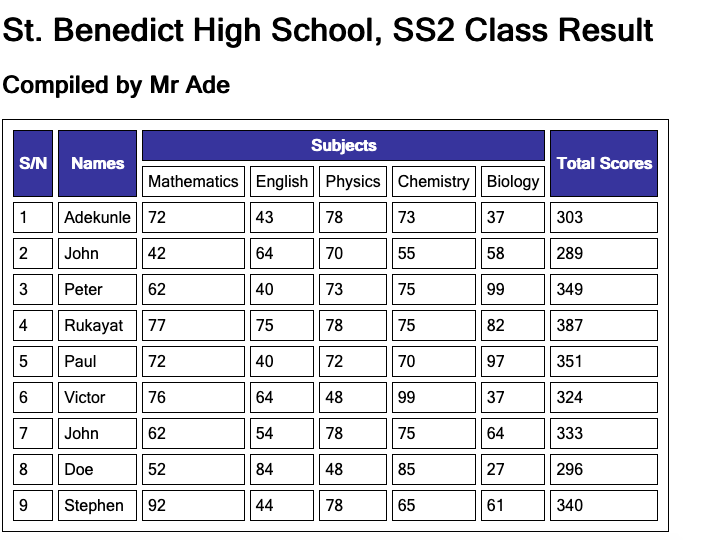 St. Benedict High School, SS2 Class Result
Compiled by Mr Ade
S/N Names Subjects Total Scores
Mathematics English Physics Chemistry Biology
1 Adekunle 72 43 78 73 37 303
2 John 42 64 70 55 58 289
3 Peter 62 40 73 75 99 349
4 Rukayat 77 75 78 75 82 387
5 Paul 72 40 72 70 97 351
6 Victor 76 64 48 99 37 324
7 John 62 54 78 75 64 333
8 Doe 52 84 48 85 27 296
9 Stephen 92 44 78 65 61 340